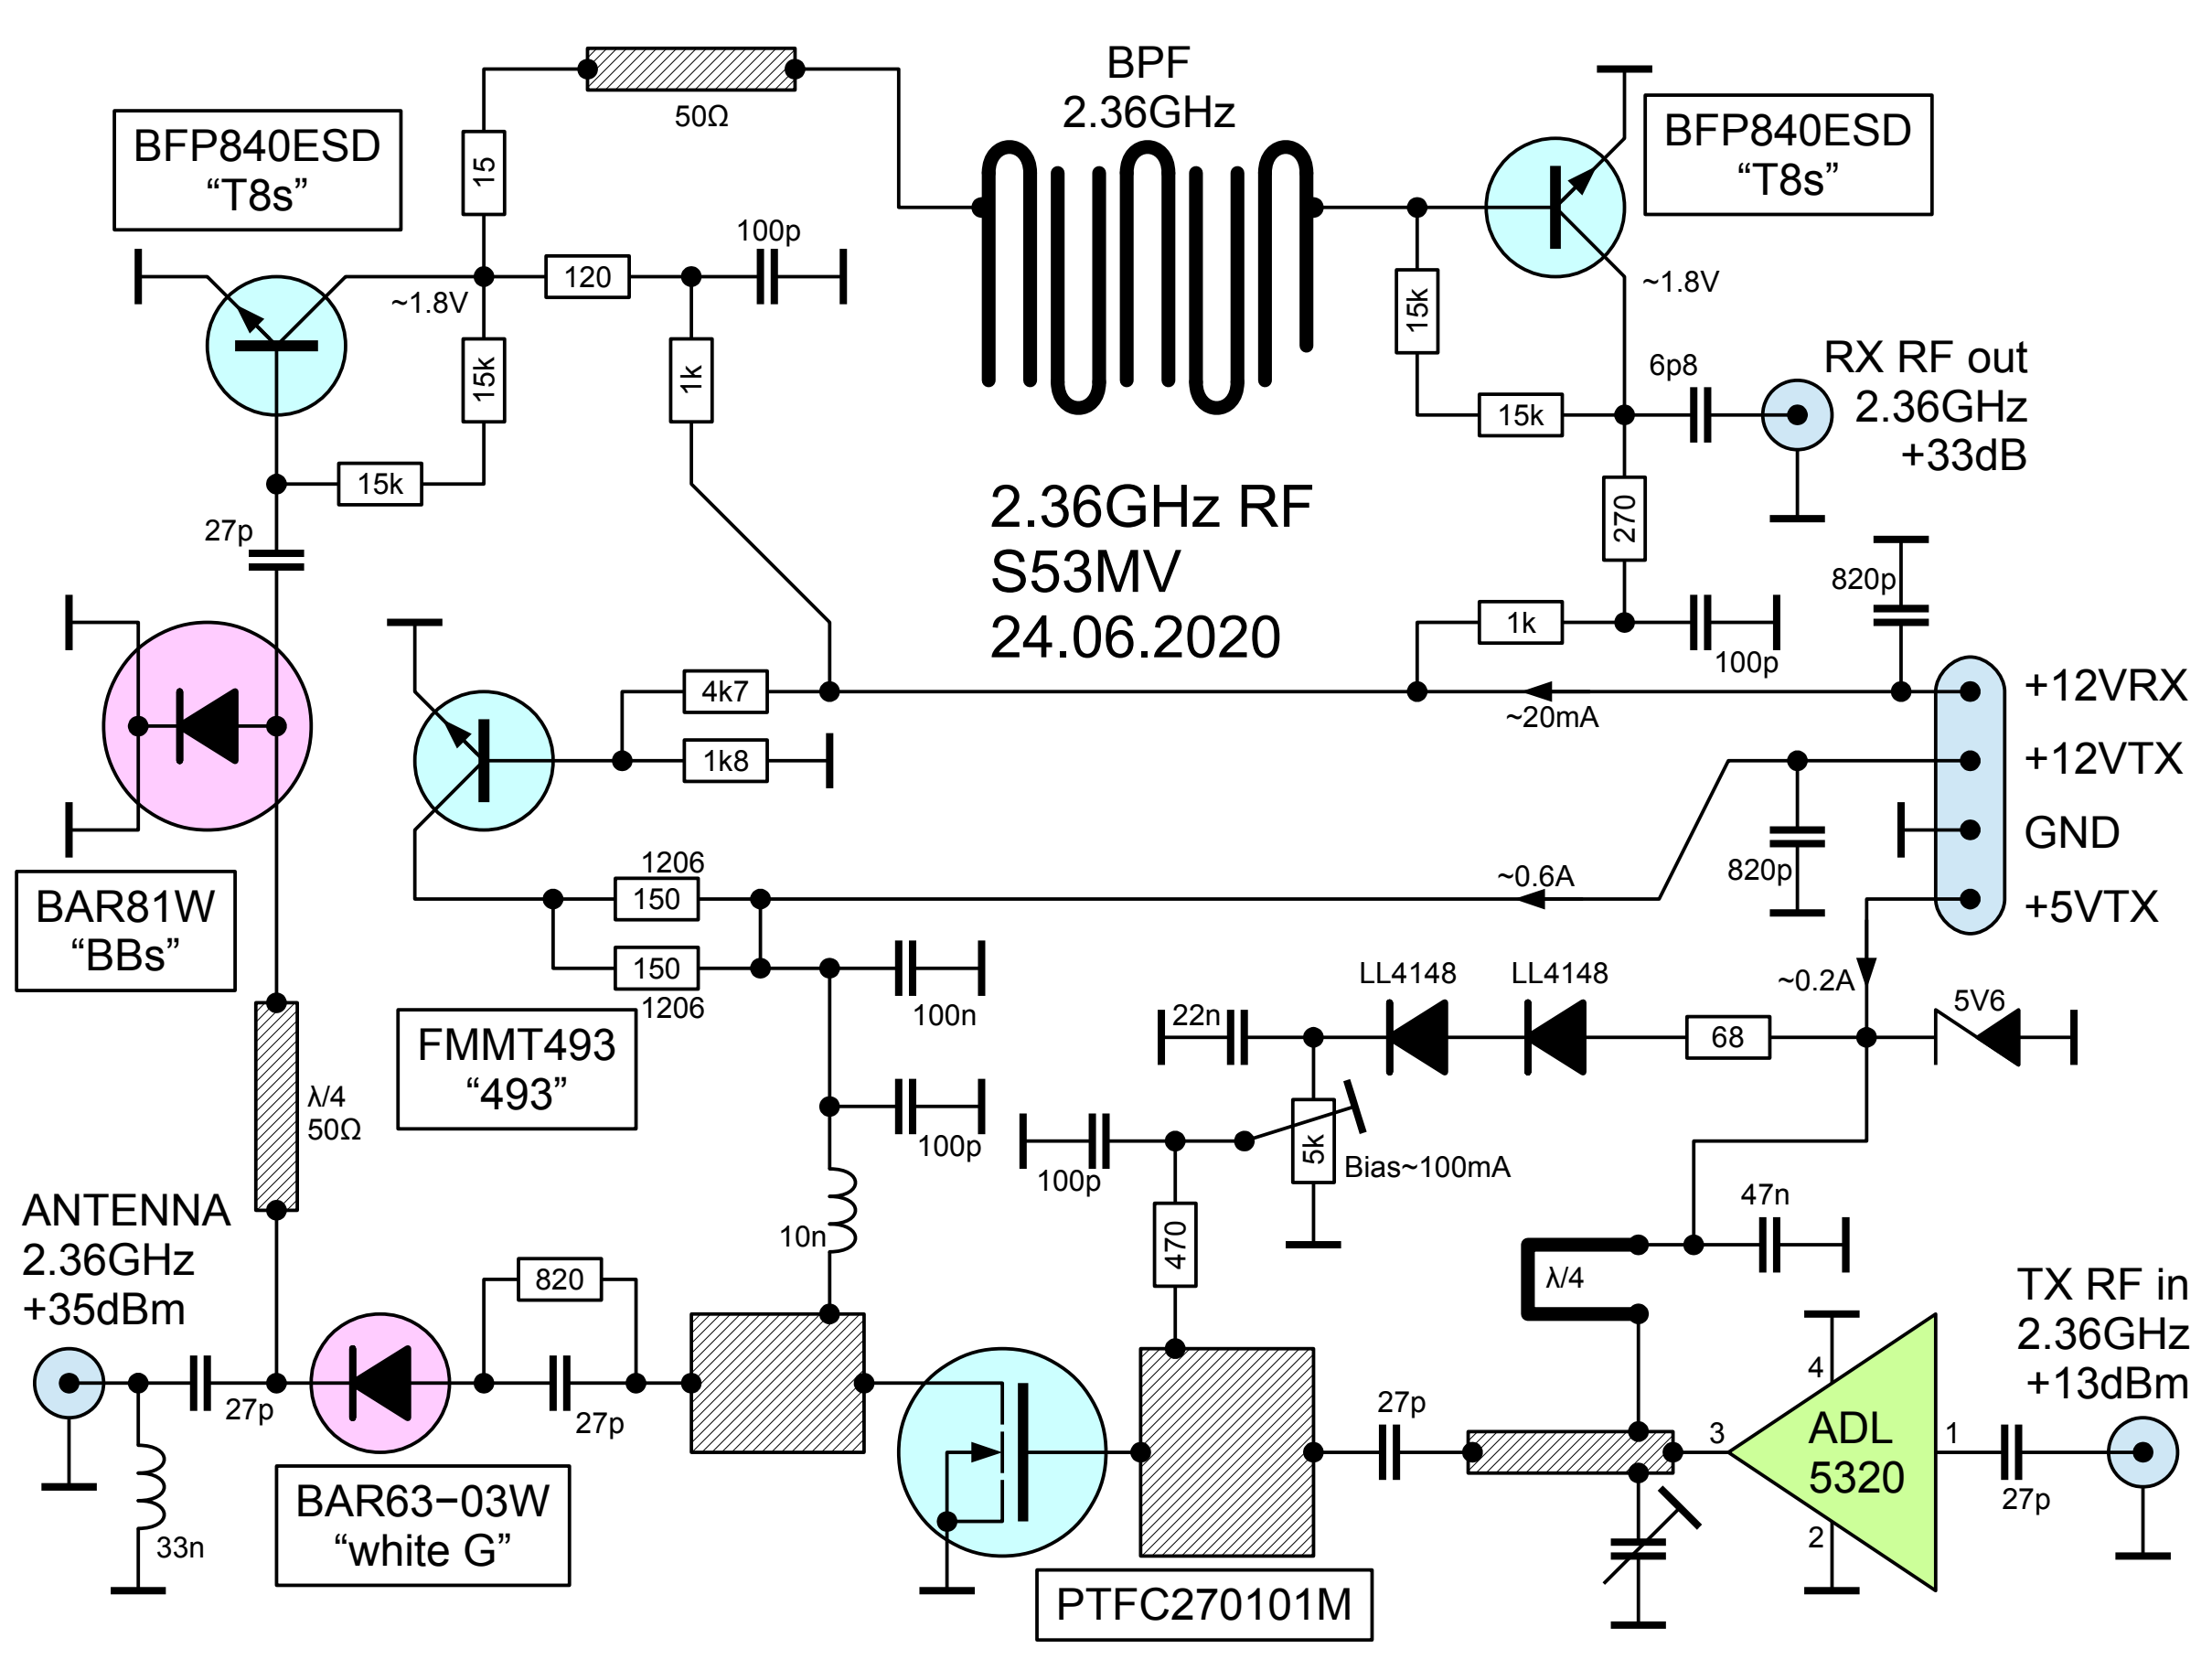 BPF
2.36GHz
50Ω
BFP840ESD
“T8s”
BFP840ESD
“T8s”
15
100p
120
~1.8V
~1.8V
15k
1k
15k
15k
6p8
RX RF out
2.36GHz
+33dB
15k
27p
270
2.36GHz RF
S53MV
24.06.2020
820p
1k
100p
4k7
~20mA
+12VRX
1k8
+12VTX
GND
+5VTX
820p
1206
150
~0.6A
150
1206
BAR81W
“BBs”
FMMT493
“493”
100n
100p
LL4148
LL4148
22n
68
~0.2A
5V6
λ/4
50Ω
5k
Bias~100mA
100p
47n
λ/4
470
10n
820
ANTENNA
2.36GHz
+35dBm
TX RF in
2.36GHz
+13dBm
27p
27p
27p
4
3
1
2
ADL
5320
27p
33n
BAR63−03W
“white G”
PTFC270101M